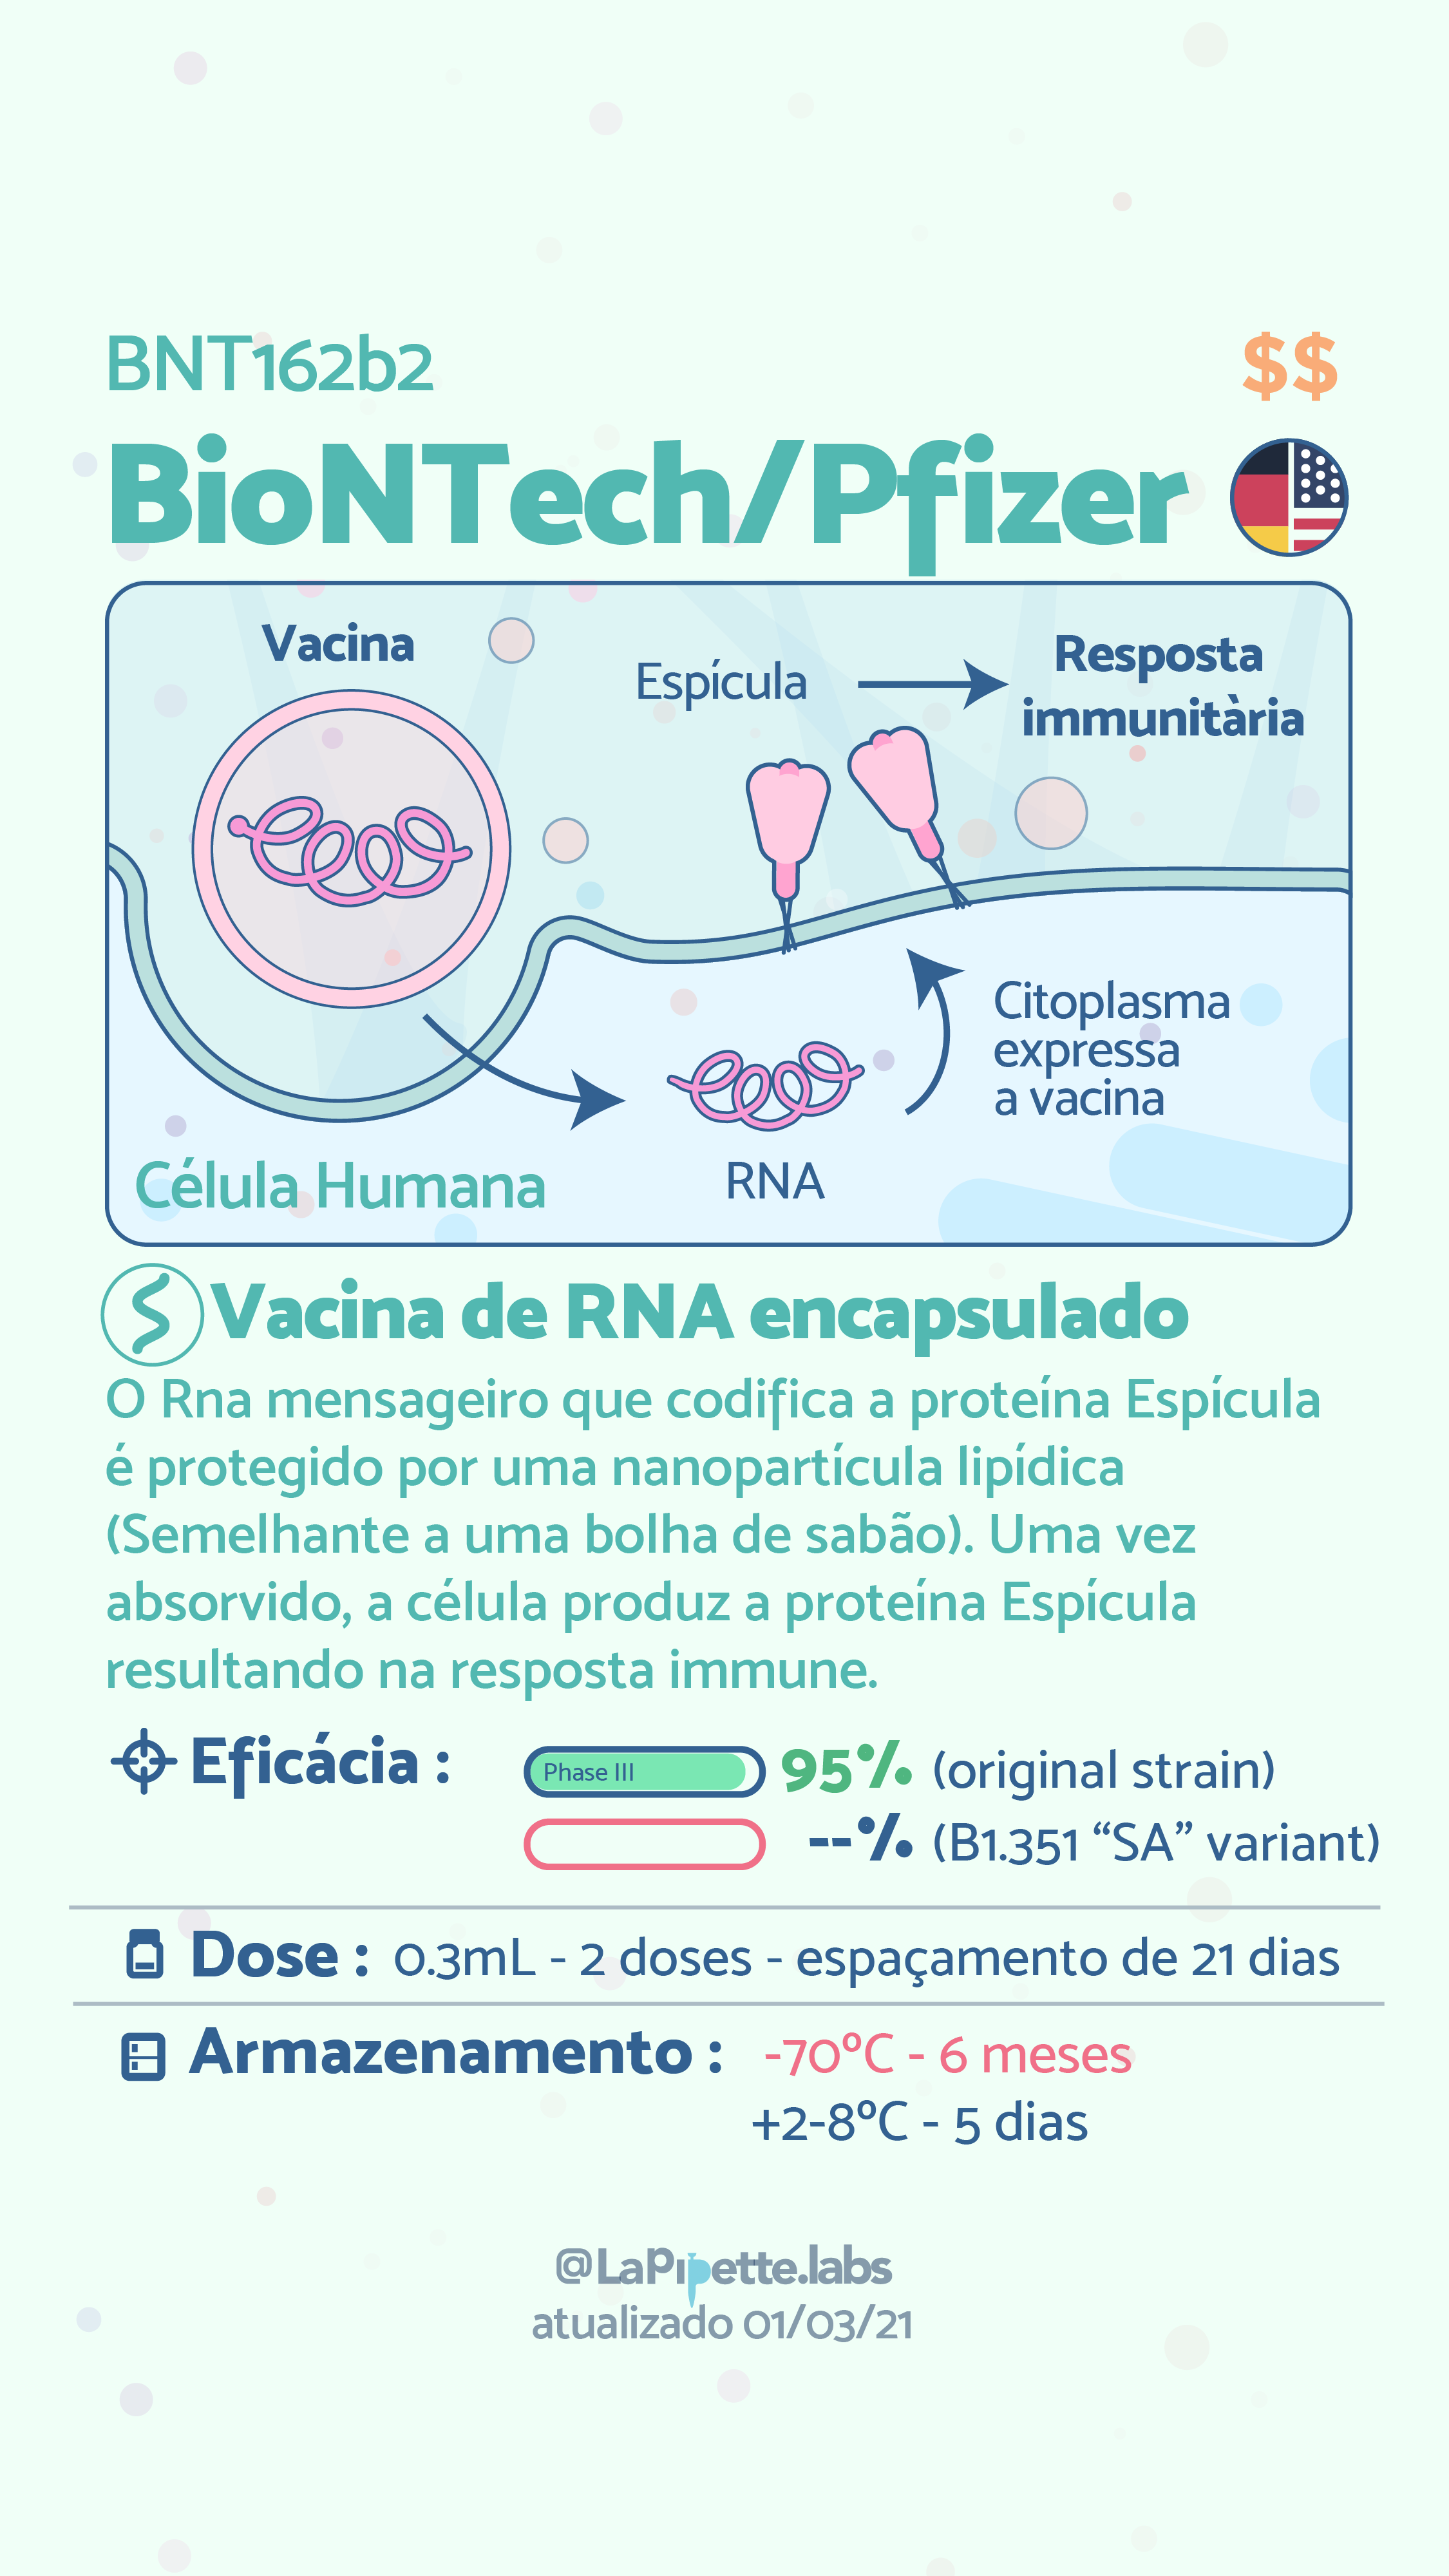 BNT162b2
$$
BioNTech/Pfizer
Vacina
Espícula
Resposta
immunitària
Citoplasma
expressa
a vacina
Célula Humana
RNA
Vacina de RNA encapsulado
O Rna mensageiro que codifica a proteína Espícula
é protegido por uma nanopartícula lipídica
(Semelhante a uma bolha de sabão). Uma vez
absorvido, a célula produz a proteína Espícula
resultando na resposta immune.
Eficácia : Phase III 95% (original strain)
--% (B1.351 “SA” variant)
Dose : 0.3mL - 2 doses - espaçamento de 21 dias
Armazenamento : -70ºC - 6 meses
+2-8ºC - 5 dias
@LaPipette.labs
atualizado 01/03/21